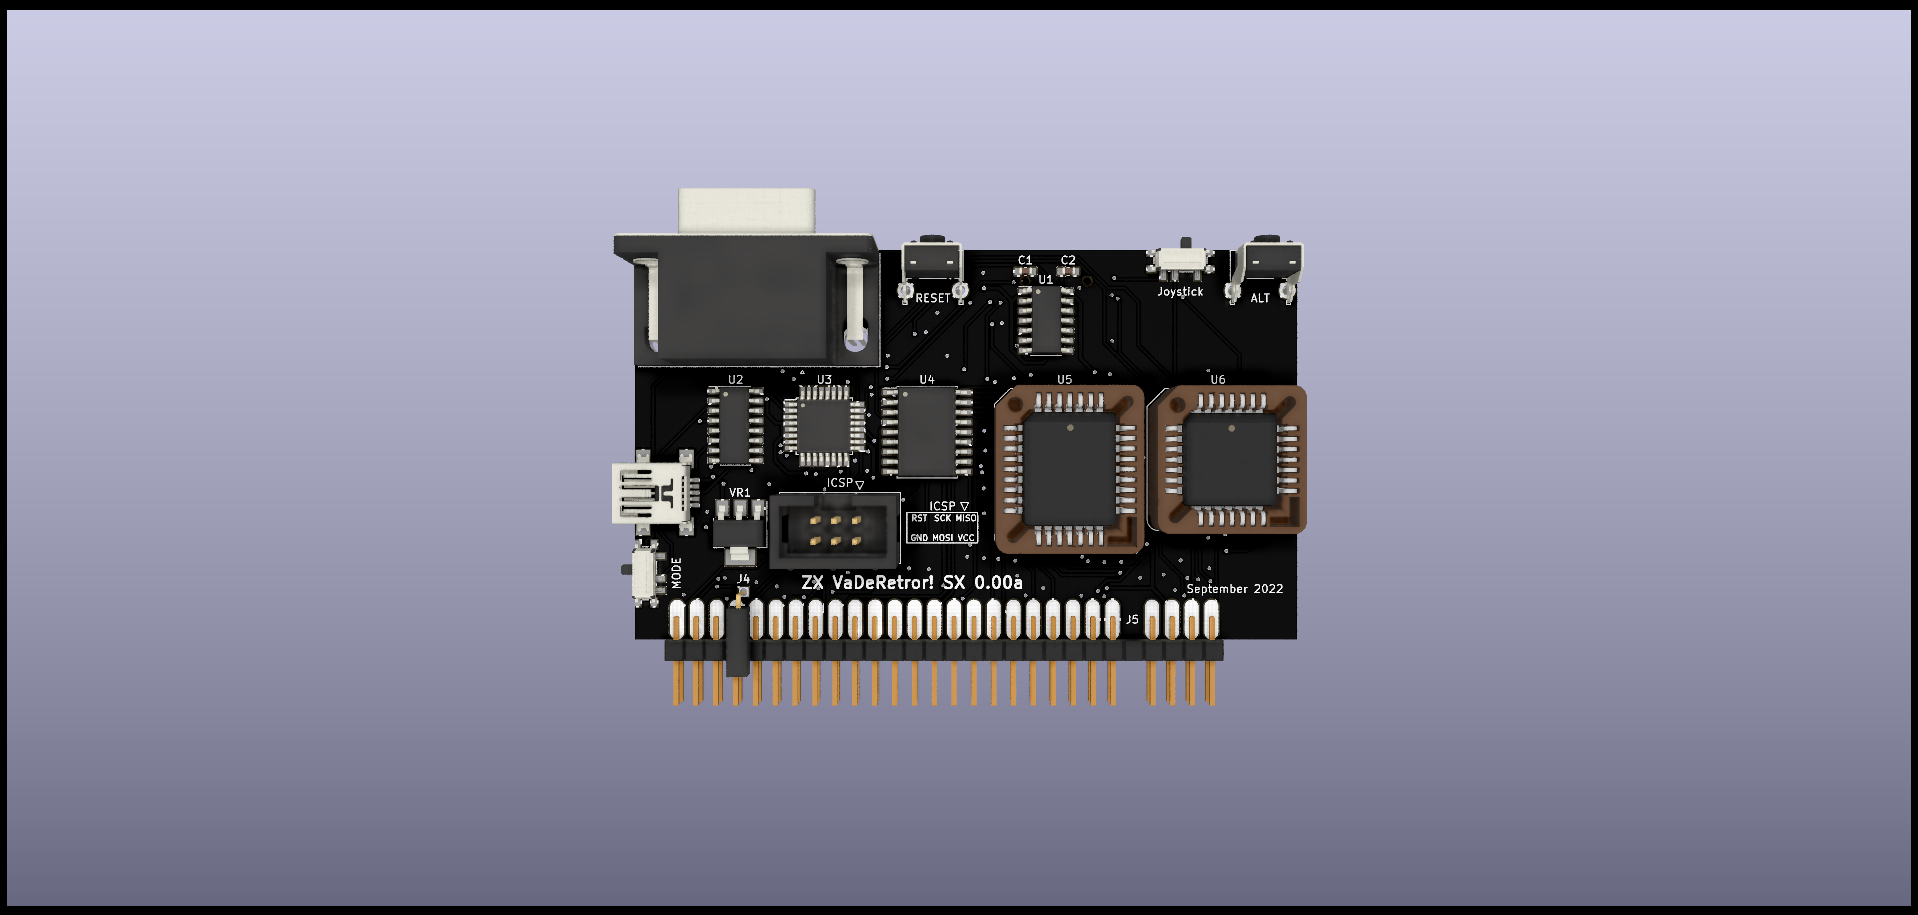 C1
C2
U1
RESET
Joystick
ALT
U2
U3
U4
U5
U6
ICSP
VR1
ICSP
RST SCK MISO
GND MOSI VCC
MODE
J4
ZX VaDeRetror! SX 0.00a
September 2022
J5